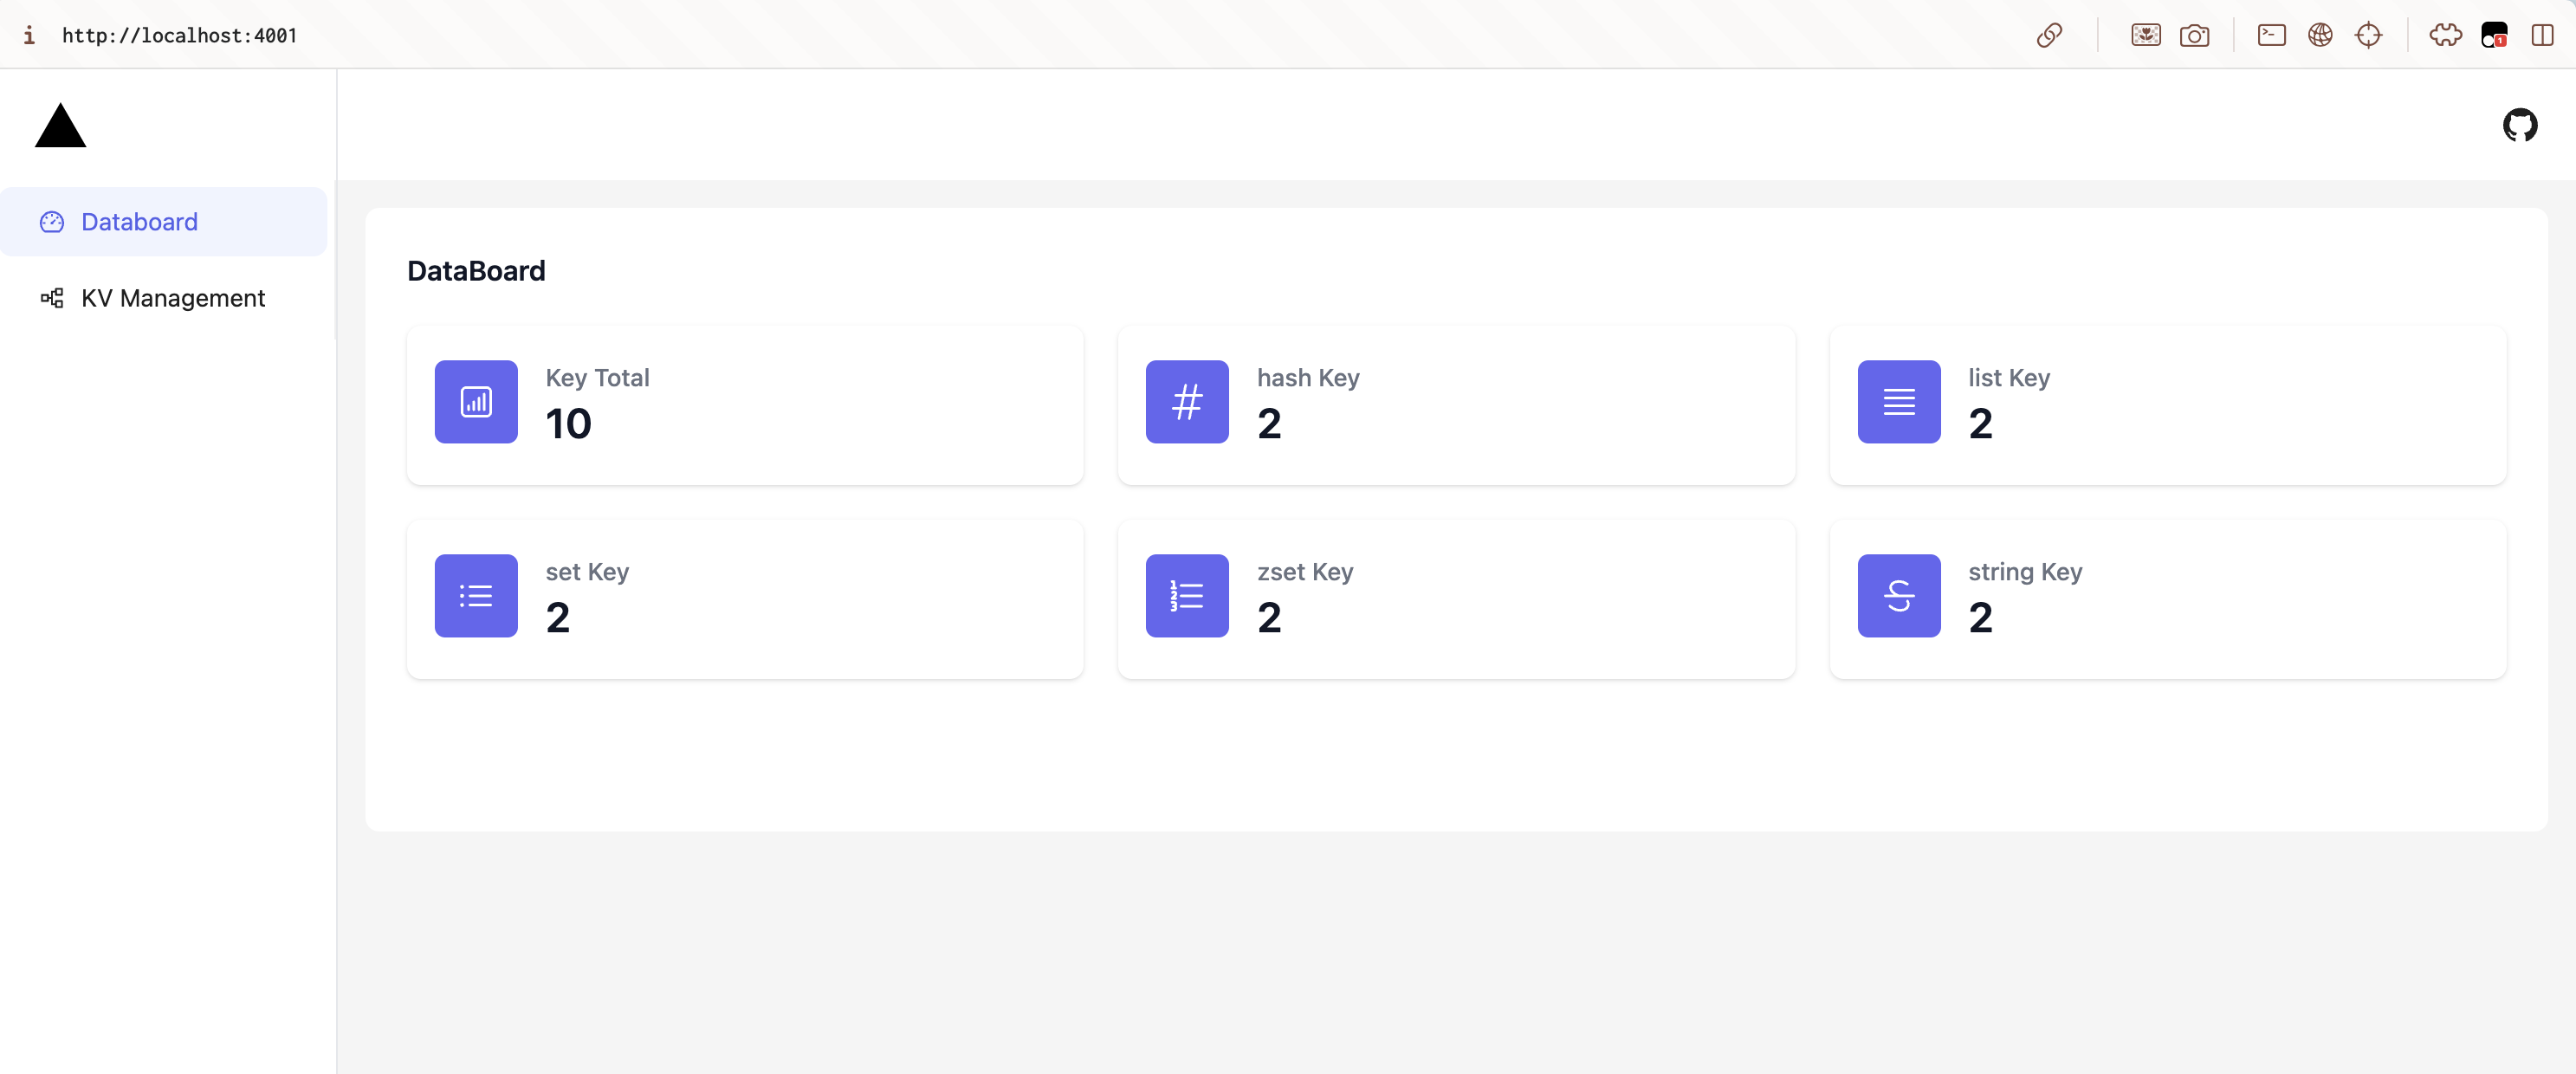 http://localhost:4001
Databoard
KV Management
DataBoard
Key Total
10
hash Key
2
list Key
2
set Key
2
zset Key
2
string Key
2